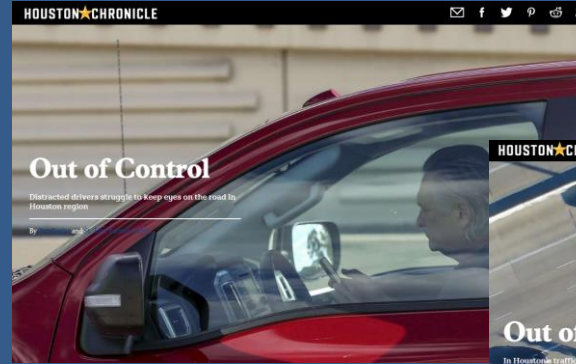 HOUSTON CHRONICLE
Out of Control
Distracted drivers struggle to keep eyes on the road in
Houston region
By and
HOUSTON CH
Out of
In Houston's traffic